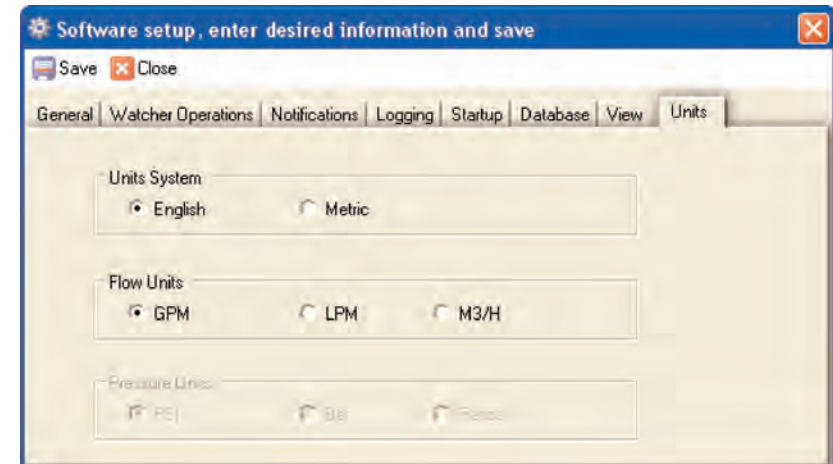 Software setup, enter desired information and save
Save Close
General Watcher Operations Notifications Logging Startup Database View Units
Units System
English Metric
Flow Units
GPM LPM M3/H
Pressure Units
PSI Bar